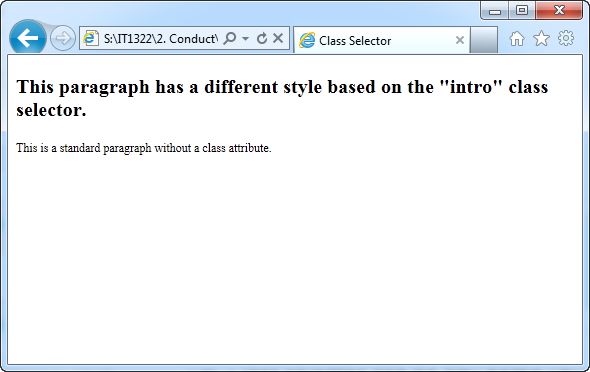 S:\IT1322\2. Conduct\
Class Selector
This paragraph has a different style based on the "intro" class
selector.
This is a standard paragraph without a class attribute.